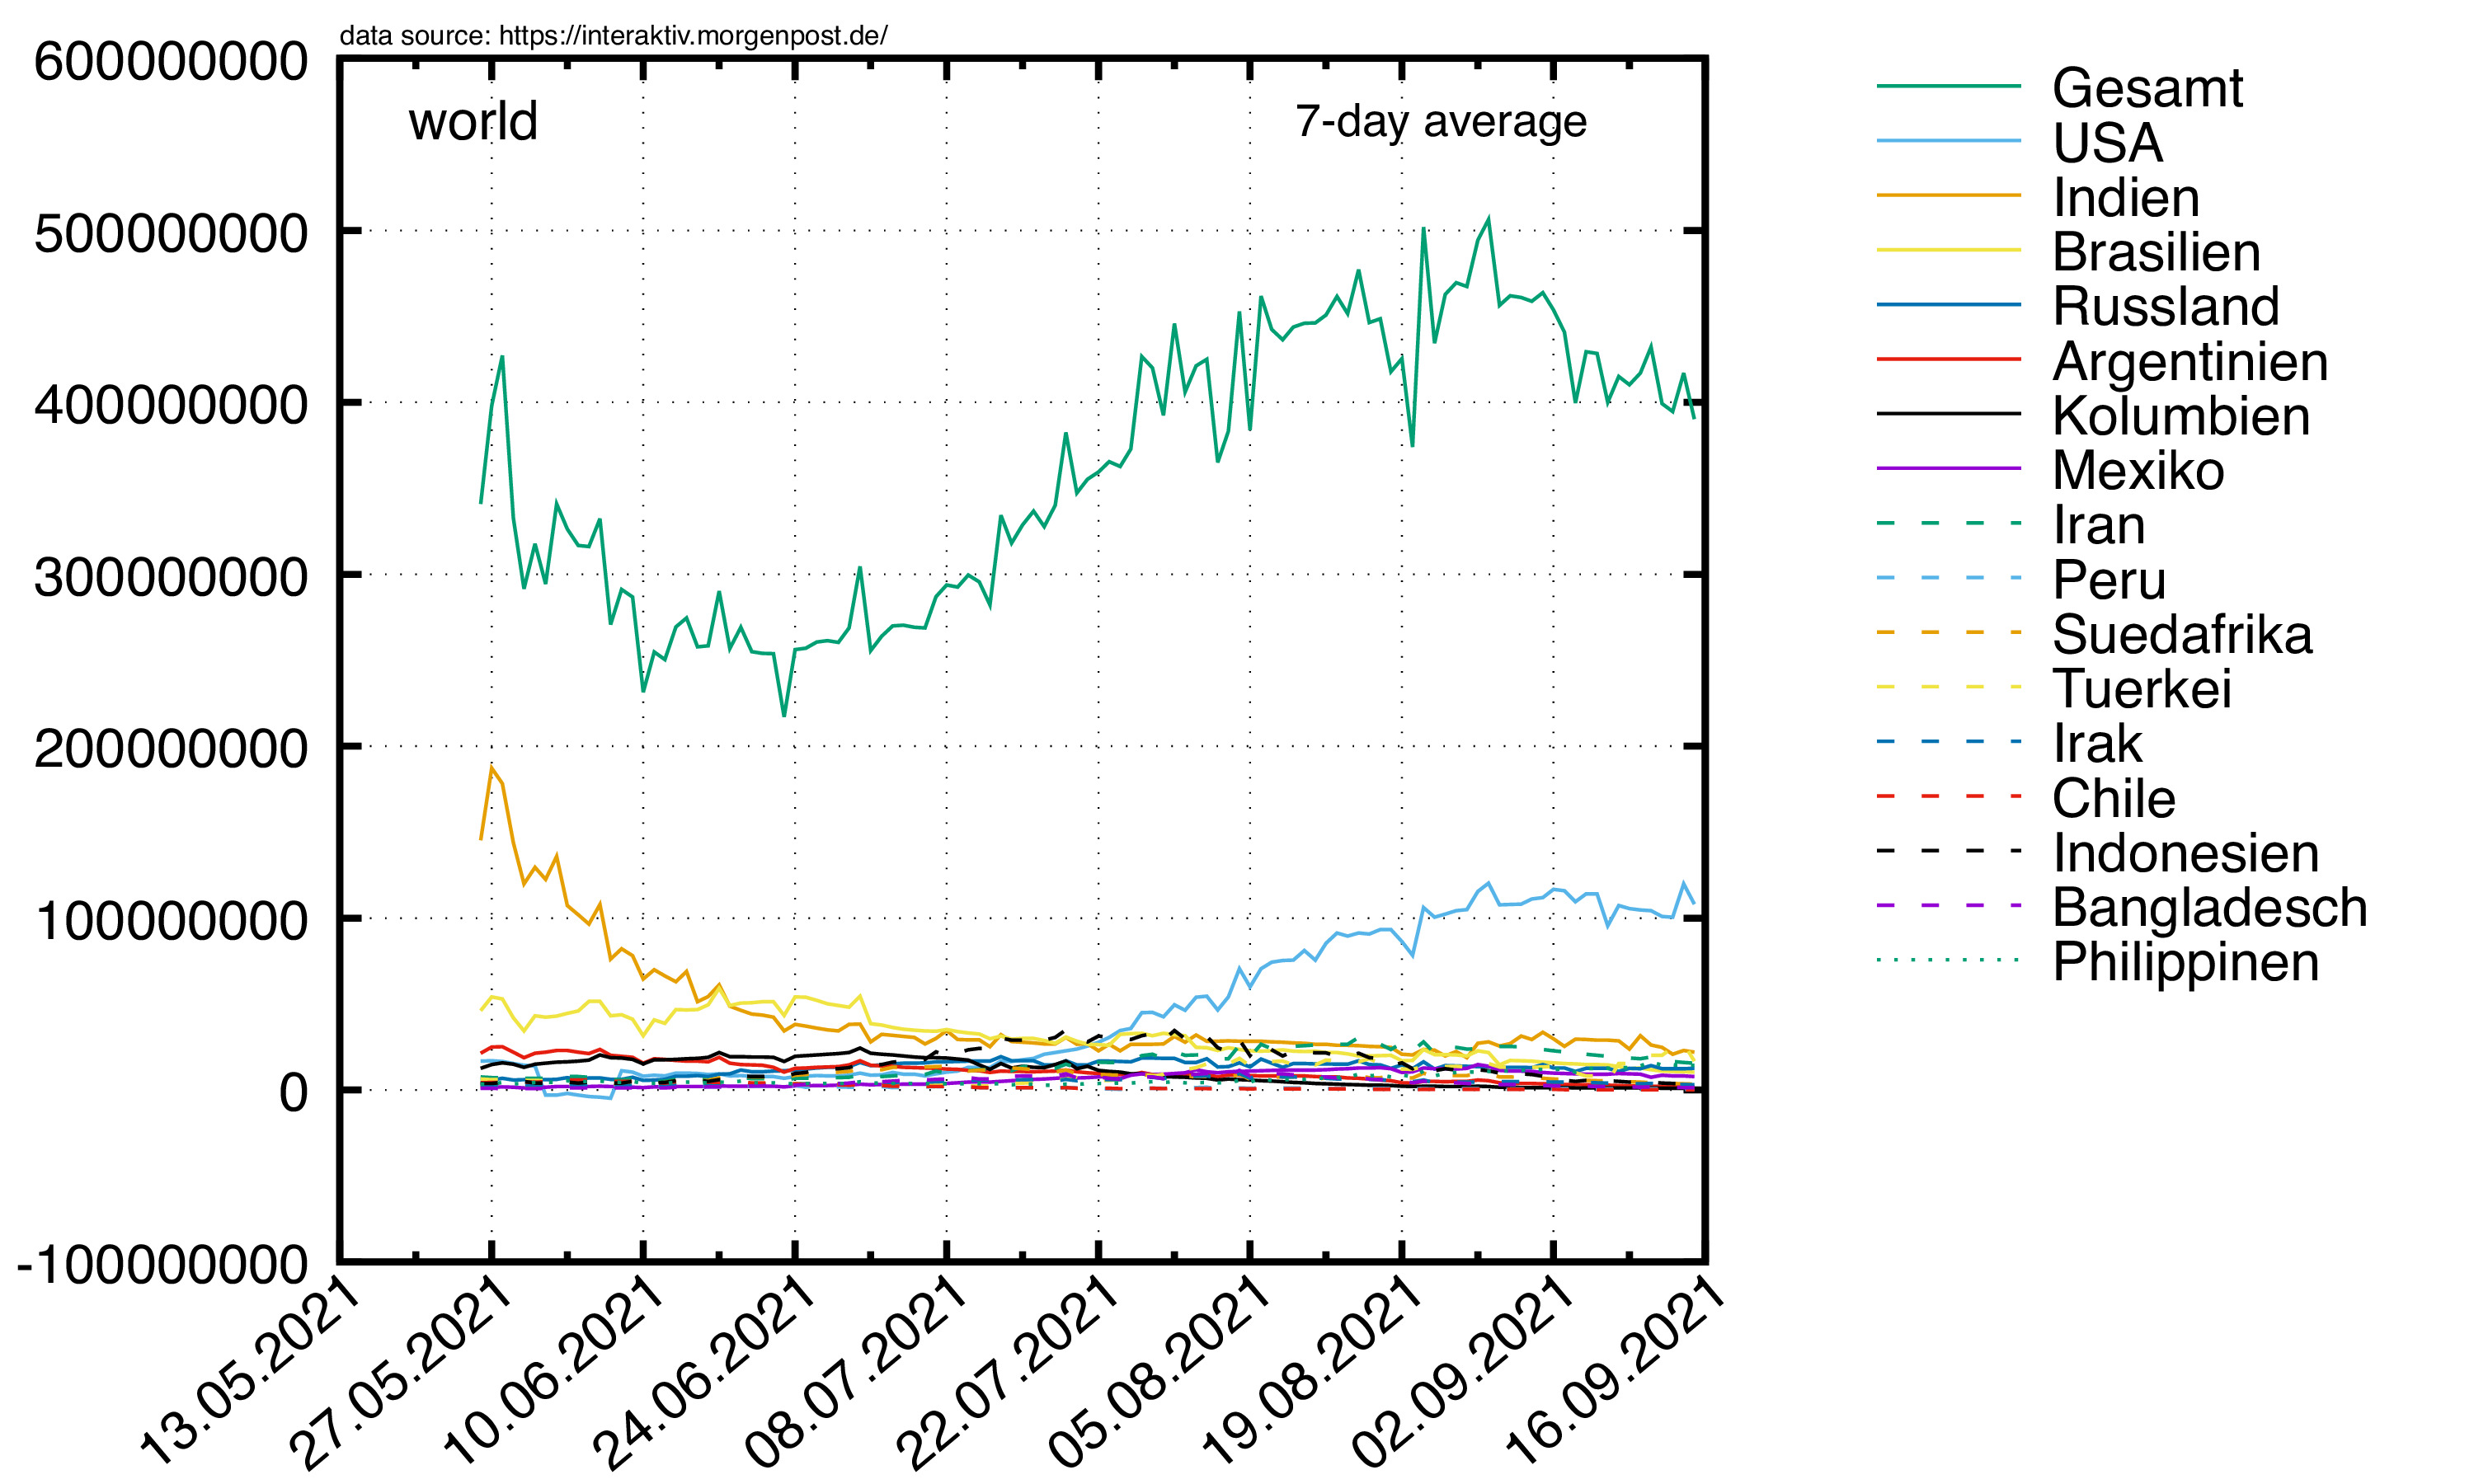 data source: https://interaktiv.morgenpost.de/
world
7-day average
600000000
500000000
400000000
300000000
200000000
100000000
0
-100000000
13.05.2021
27.05.2021
10.06.2021
24.06.2021
08.07.2021
22.07.2021
05.08.2021
19.08.2021
02.09.2021
16.09.2021
Gesamt
USA
Indien
Brasilien
Russland
Argentinien
Kolumbien
Mexiko
Iran
Peru
Suedafrika
Tuerkei
Irak
Chile
Indonesien
Bangladesch
Philippinen